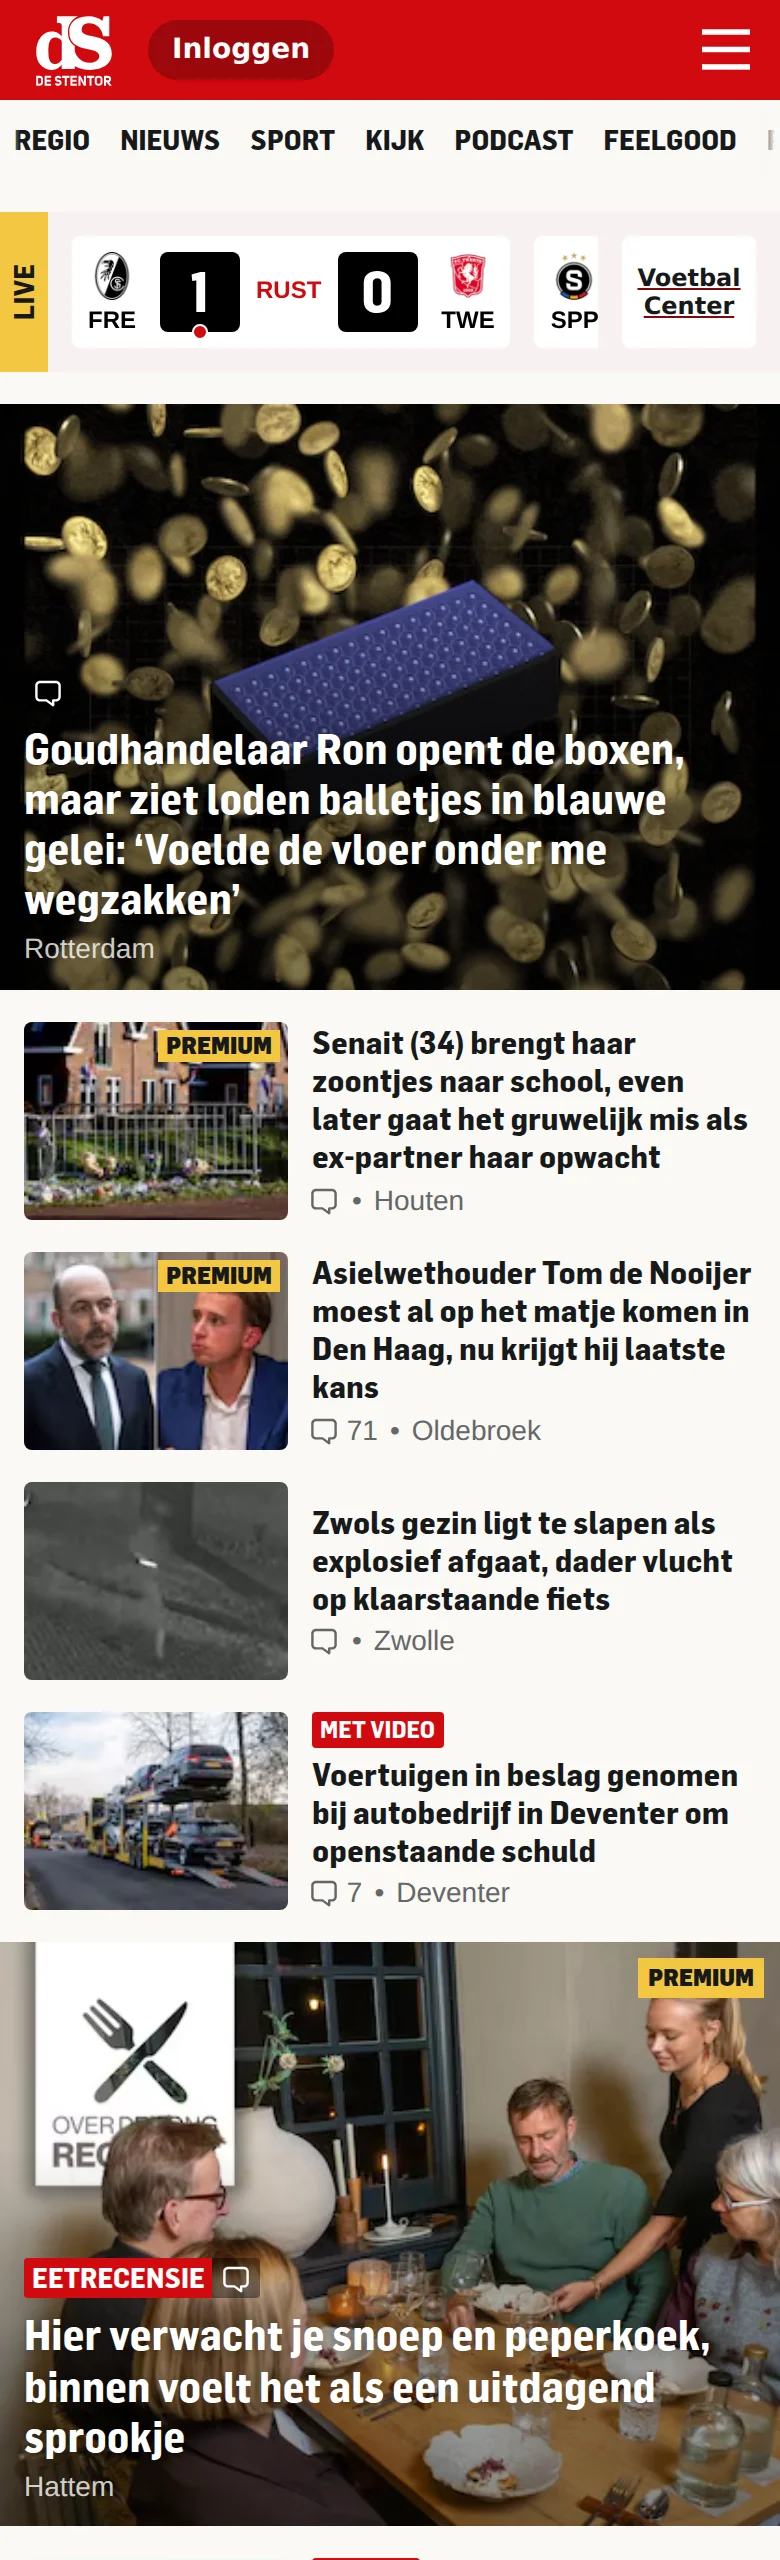 dS
DE STENTOR
Inloggen
REGIO NIEUWS SPORT KIJK PODCAST FEELGOOD
LIVE
FRE
1
RUST
0
TWE
S
SPP
Voetbal
Center
Goudhandelaar Ron opent de boxen,
maar ziet loden balletjes in blauwe
gelei: ‘Voelde de vloer onder me
wegzakken’
Rotterdam
PREMIUM
Senait (34) brengt haar
zoontjes naar school, even
later gaat het gruwelijk mis als
ex-partner haar opwacht
• Houten
PREMIUM
Asielwethouder Tom de Nooijer
moest al op het matje komen in
Den Haag, nu krijgt hij laatste
kans
71 • Oldebroek
Zwols gezin ligt te slapen als
explosief afgaat, dader vlucht
op klaarstaande fiets
• Zwolle
MET VIDEO
Voertuigen in beslag genomen
bij autobedrijf in Deventer om
openstaande schuld
7 • Deventer
PREMIUM
OVER DE TONG
EETRECENSIE
Hier verwacht je snoep en peperkoek,
binnen voelt het als een uitdagend
sprookje
Hattem